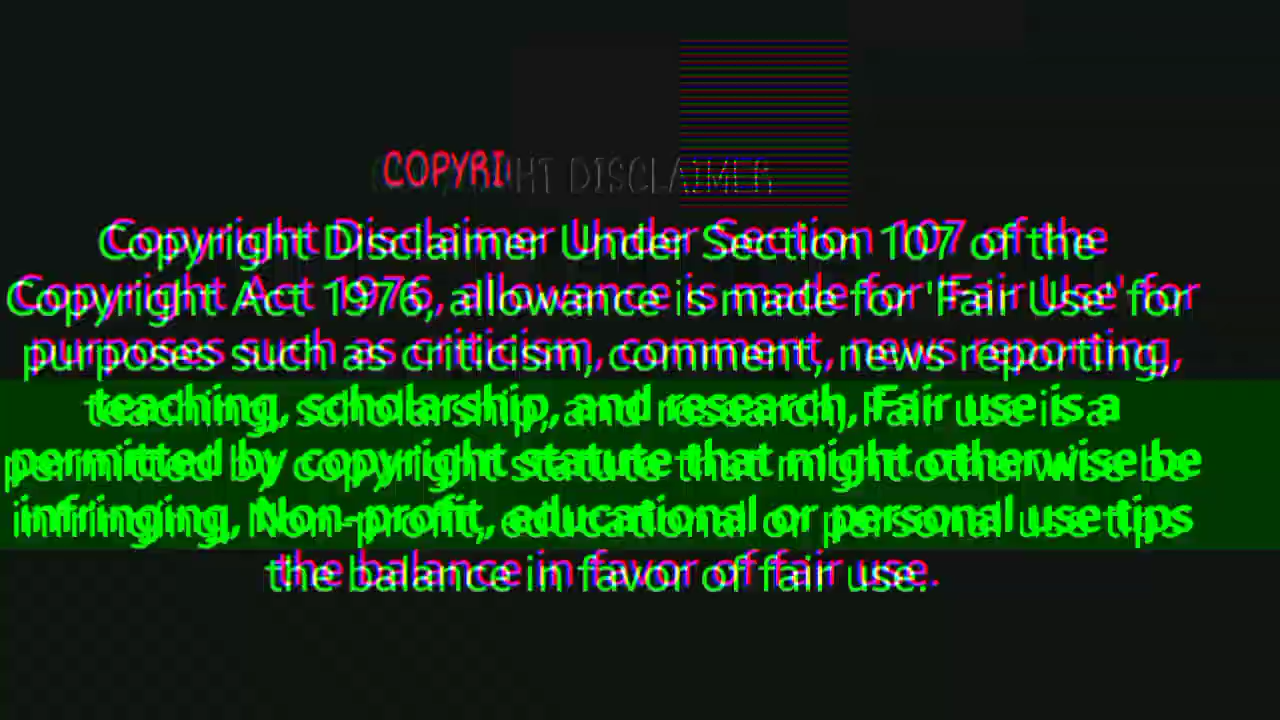 COPYRIGHT DISCLAIMER
Copyright Disclaimer Under Section 107 of the
Copyright Act 1976, allowance is made for 'Fair Use' for
purposes such as criticism, comment, news reporting,
teaching, scholarship, and research, Fair use is a
permitted by copyright statute that might otherwise be
infringing, Non-profit, educational or personal use tips
the balance in favor of fair use.